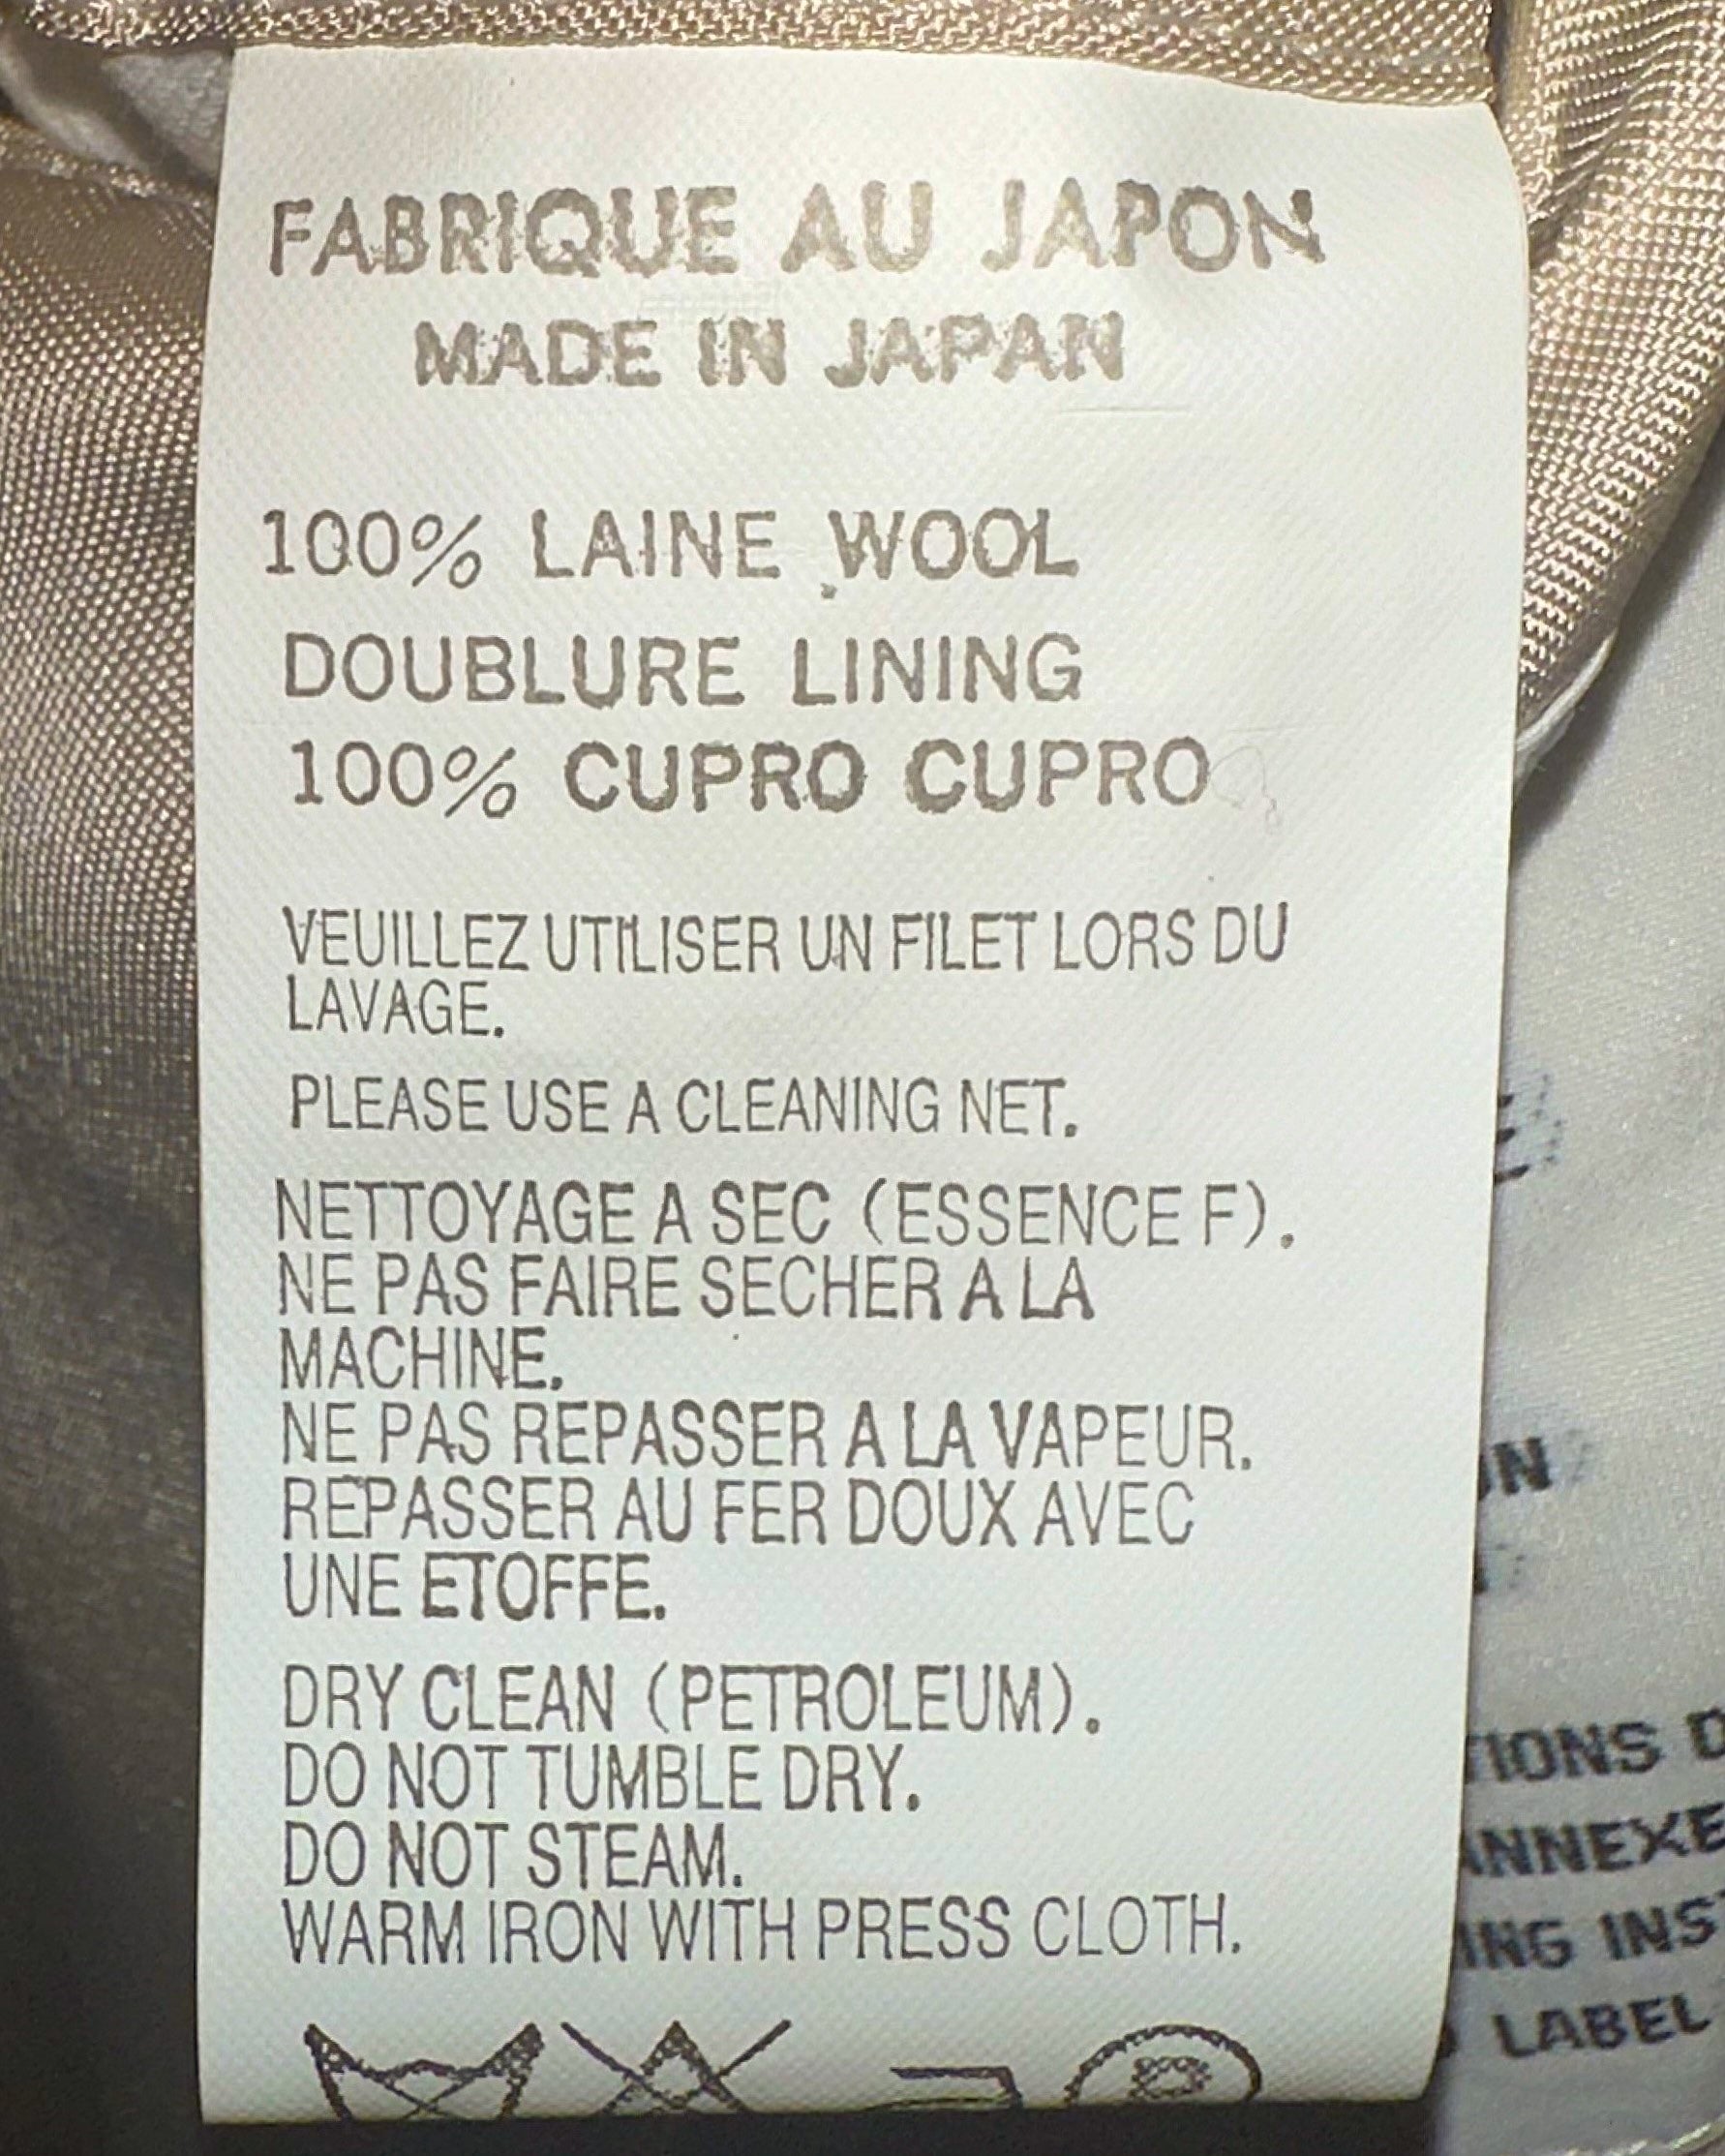 FABRIQUE AU JAPON
MADE IN JAPAN
100% LAINE WOOL
DOUBLURE LINING
100% CUPRO CUPRO
VEUILLEZ UTILISER UN FILET LORS DU
LAVAGE.
PLEASE USE A CLEANING NET.
NETTOYAGE A SEC (ESSENCE F).
NE PAS FAIRE SECHER A LA
MACHINE.
NE PAS REPASSER A LA VAPEUR.
REPASSER AU FER DOUX AVEC
UNE ETOFFE.
DRY CLEAN (PETROLEUM).
DO NOT TUMBLE DRY.
DO NOT STEAM.
WARM IRON WITH PRESS CLOTH.
LABEL